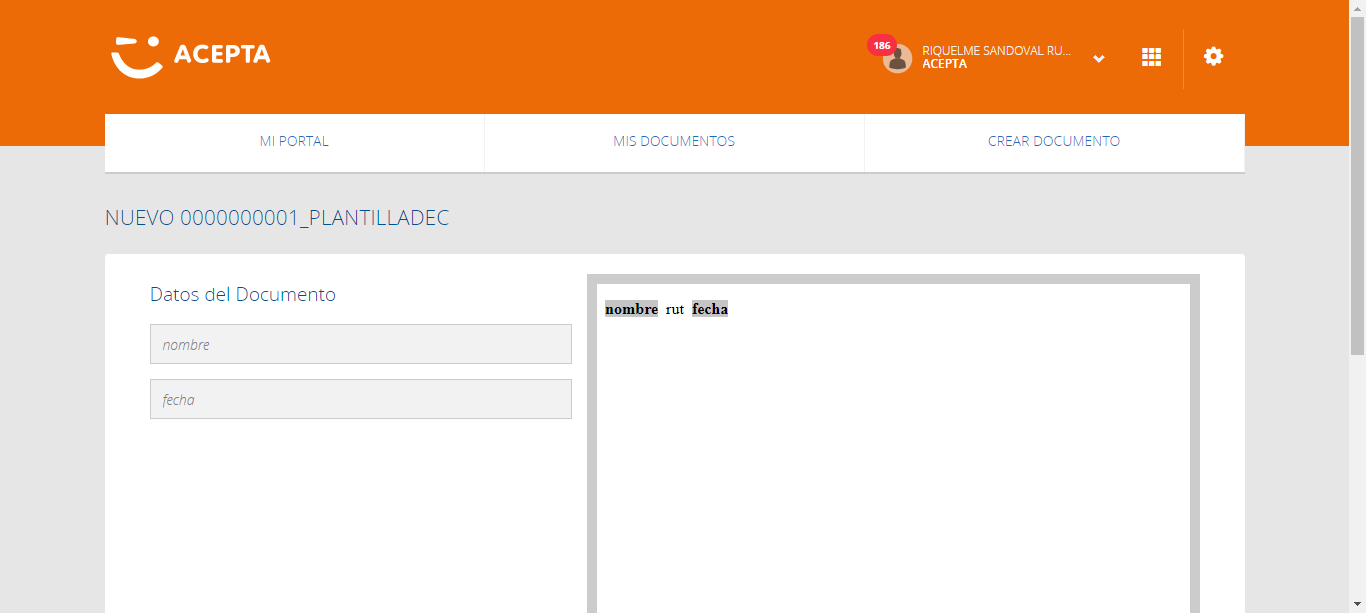 ACEPTA
186
RIQUELME SANDOVAL RU...
ACEPTA
MI PORTAL
MIS DOCUMENTOS
CREAR DOCUMENTO
NUEVO 0000000001_PLANTILLADEC
Datos del Documento
nombre
fecha
nombre rut fecha